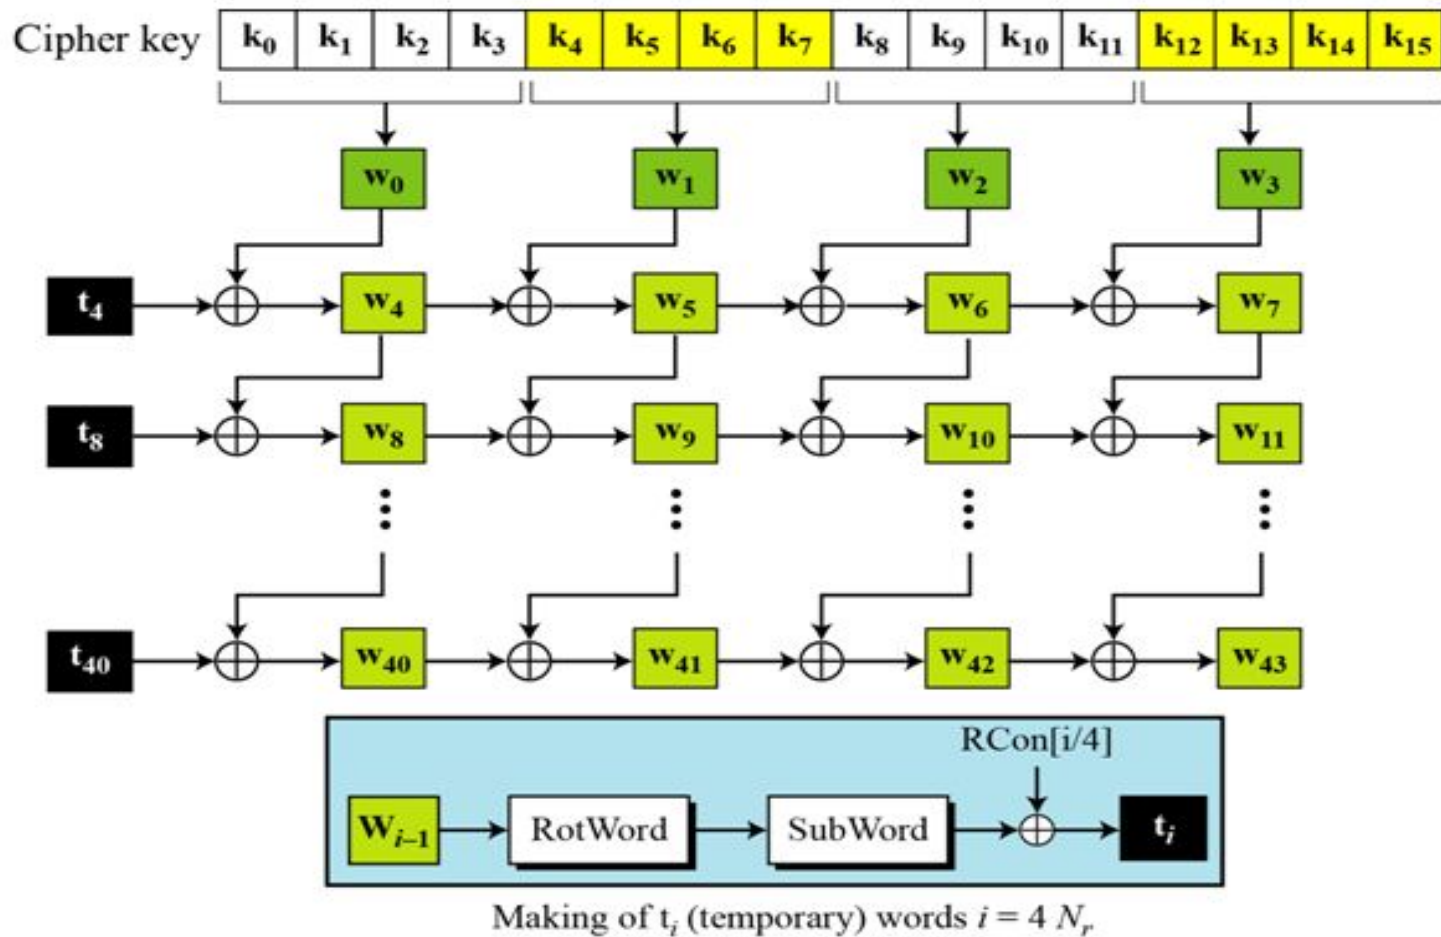 Cipher key k0 k1 k2 k3 k4 k5 k6 k7 k8 k9 k10 k11 k12 k13 k14 k15
w0 w1 w2 w3
t4 w4 w5 w6 w7
t8 w8 w9 w10 w11
t40 w40 w41 w42 w43
RCon[i/4]
Wi–1 RotWord SubWord ti
Making of ti (temporary) words i = 4 Nr